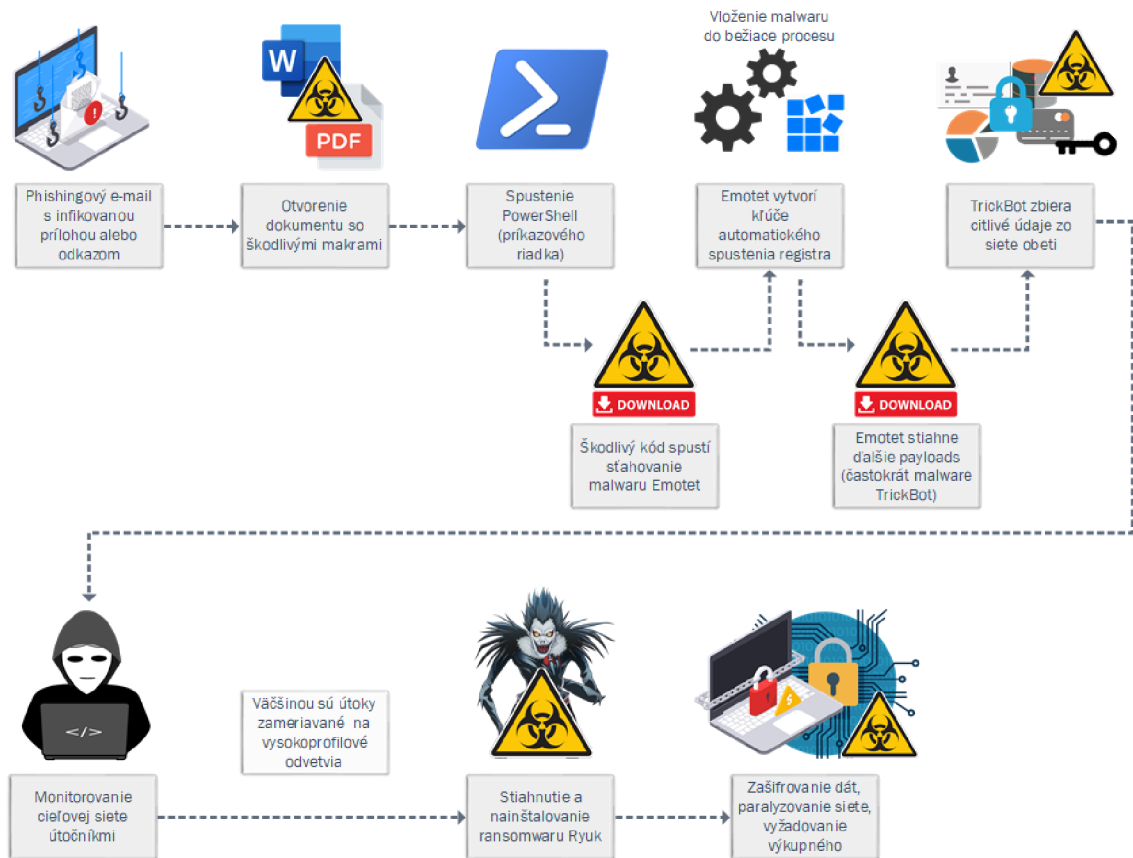 Vloženie malwaru
do bežiace procesu
W
PDF
Phishingový e-mail
s infikovanou
prílohou alebo
odkazom
Otvorenie
dokumentu so
škodlivými makrami
Spustenie
PowerShell
(príkazového
riadka)
Emotet vytvorí
kľúče
automatického
spustenia registra
TrickBot zbiera
citlivé údaje zo
siete obeti
DOWNLOAD
DOWNLOAD
Škodlivý kód spustí
sťahovanie
malwaru Emotet
Emotet stiahne
ďalšie payloads
(častokrát malware
TrickBot)
</>
Väčšinou sú útoky
zameriavané na
vysokoprofilové
odvetvia
Monitorovanie
cieľovej siete
útočníkmi
Stiahnutie a
nainštalovanie
ransomwaru Ryuk
Zašifrovanie dát,
paralyzovanie siete,
vyžadovanie
výkupného